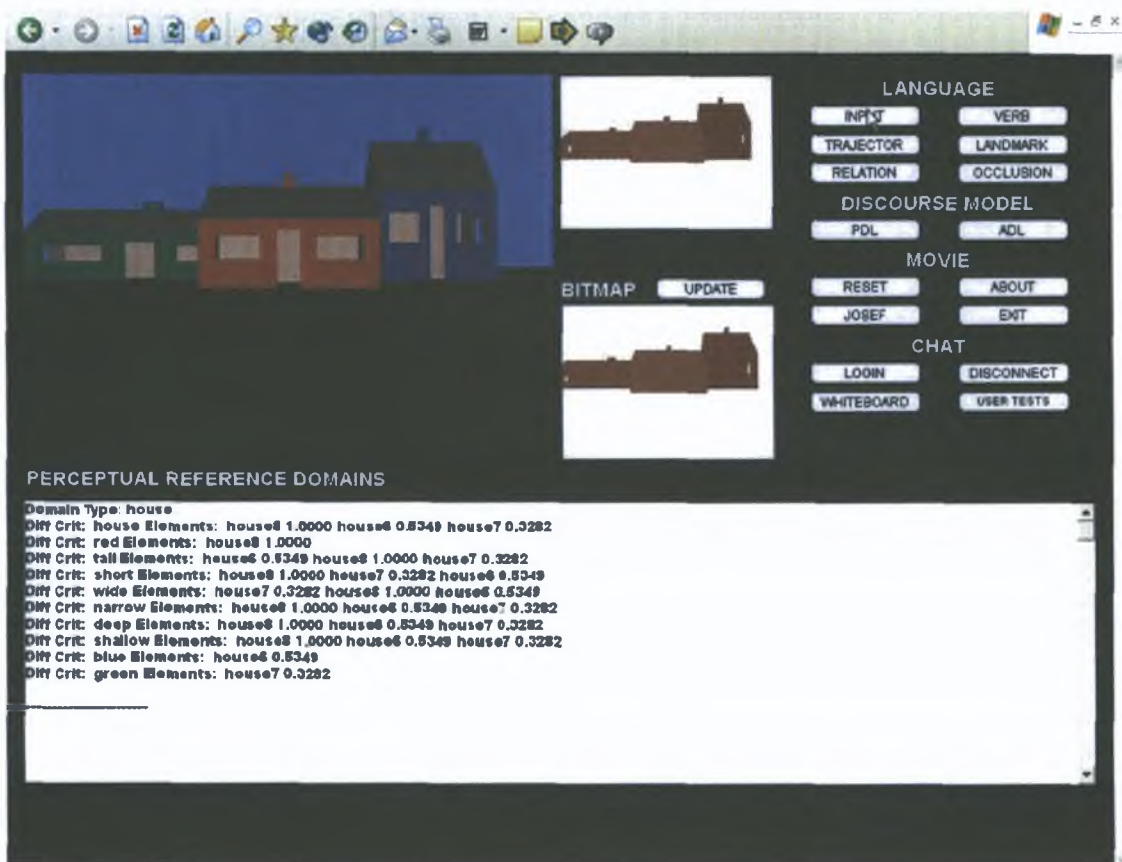 LANGUAGE
INPUT VERB
TRAJECTOR LANDMARK
RELATION OCCLUSION
DISCOURSE MODEL
PDL ADL
MOVIE
BITMAP UPDATE
RESET ABOUT
JOSEF EXIT
CHAT
LOGIN DISCONNECT
WHITEBOARD USER TESTS
PERCEPTUAL REFERENCE DOMAINS
Domain Type: house
Diff Crit: house Elements: house8 1.0000 house6 0.5349 house7 0.3282
Diff Crit: red Elements: house8 1.0000
Diff Crit: tall Elements: house6 0.5349 house8 1.0000 house7 0.3282
Diff Crit: short Elements: house8 1.0000 house7 0.3282 house6 0.5349
Diff Crit: wide Elements: house7 0.3282 house8 1.0000 house6 0.5349
Diff Crit: narrow Elements: house8 1.0000 house6 0.5349 house7 0.3282
Diff Crit: deep Elements: house8 1.0000 house6 0.5349 house7 0.3282
Diff Crit: shallow Elements: house8 1.0000 house6 0.5349 house7 0.3282
Diff Crit: blue Elements: house6 0.5349
Diff Crit: green Elements: house7 0.3282